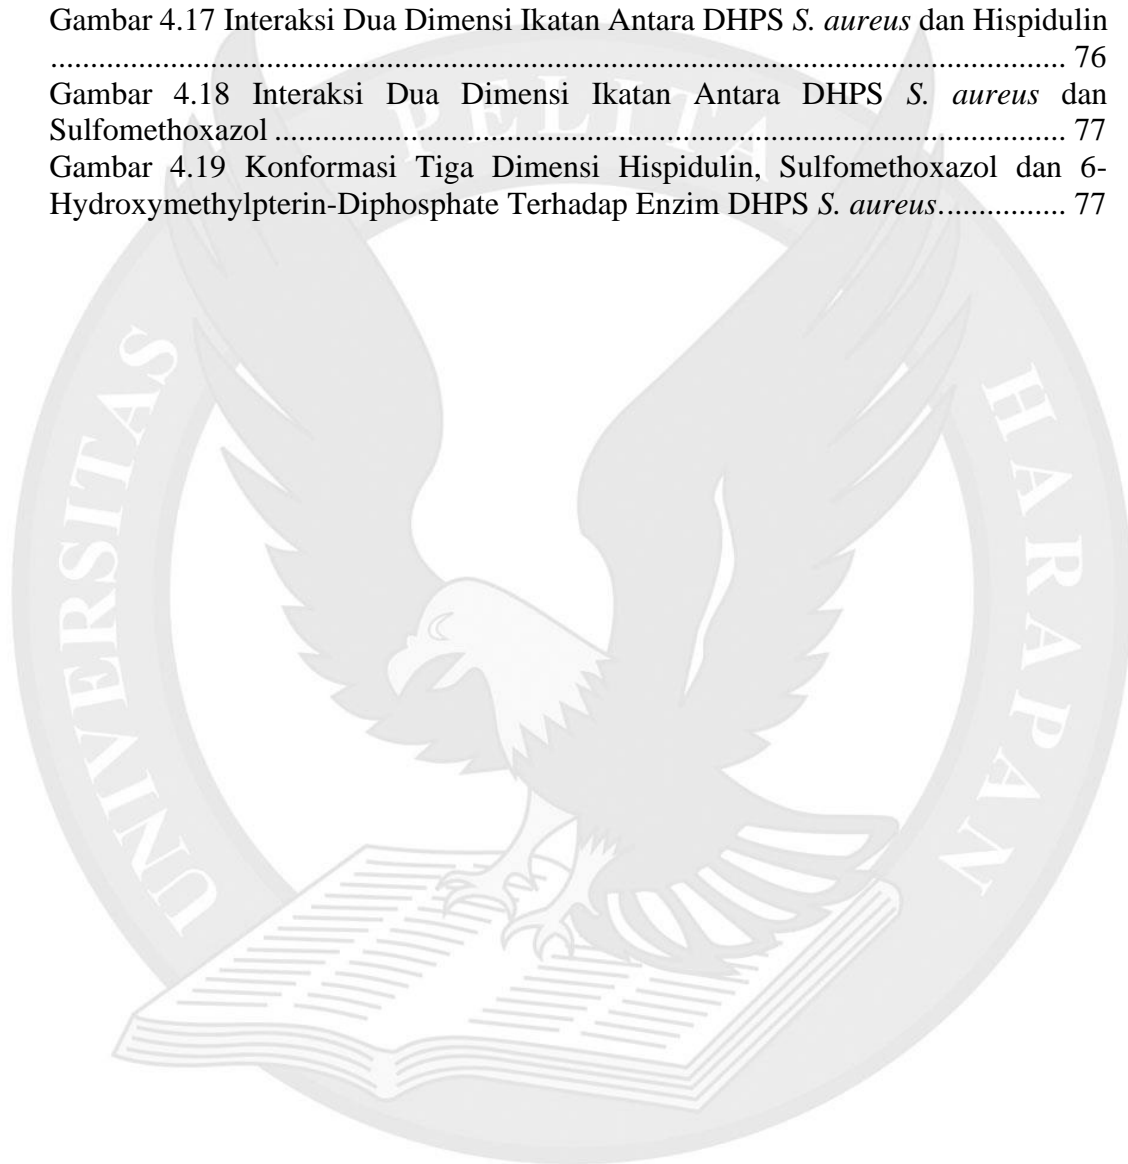 Gambar 4.17 Interaksi Dua Dimensi Ikatan Antara DHPS S. aureus dan Hispidulin
................................................................................................................................ 76
Gambar 4.18 Interaksi Dua Dimensi Ikatan Antara DHPS S. aureus dan
Sulfomethoxazol .................................................................................................... 77
Gambar 4.19 Konformasi Tiga Dimensi Hispidulin, Sulfomethoxazol dan 6-
Hydroxymethylpterin-Diphosphate Terhadap Enzim DHPS S. aureus................ 77
UNIVERSITAS
PELITA
HARAPAN